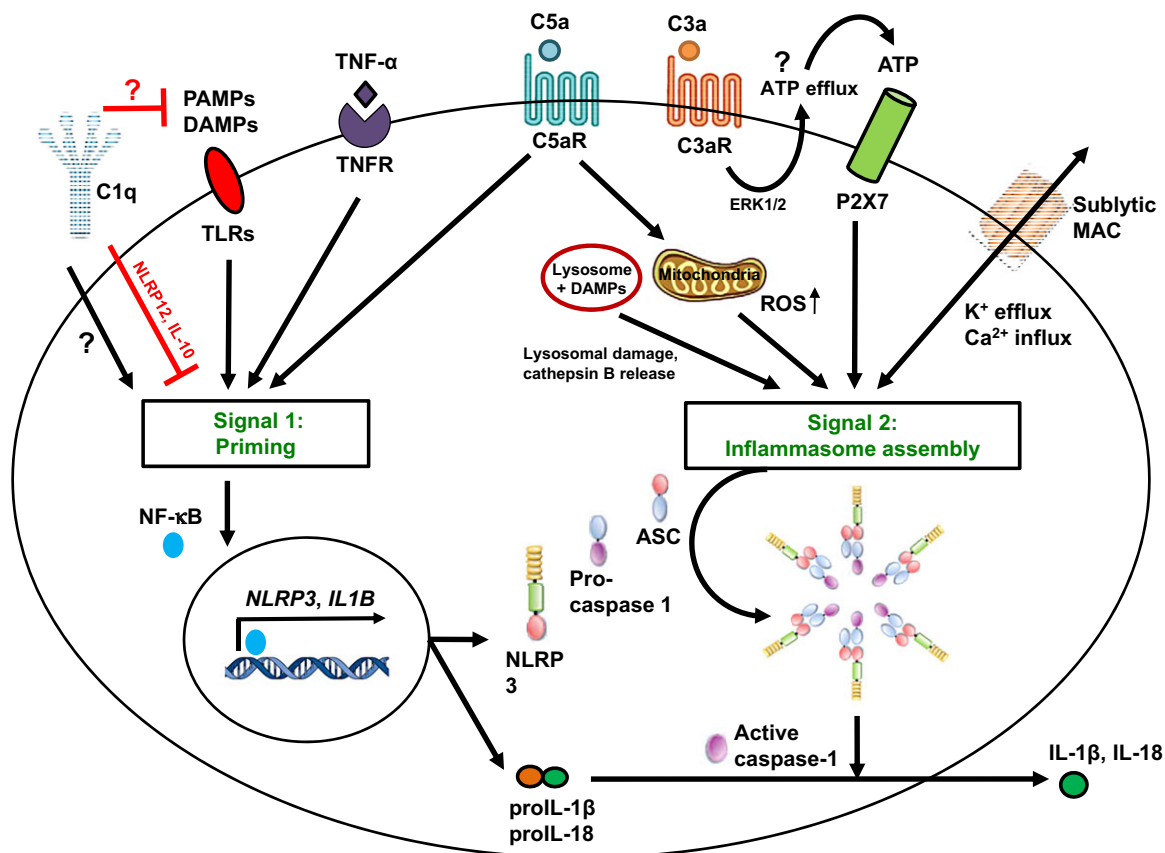 C5a
C3a
TNF-α
?
ATP
ATP efflux
?
PAMPs
DAMPs
C1q
TNFR
C5aR
C3aR
TLRs
ERK1/2
P2X7
Sublytic
MAC
NLRP12, IL-10
?
Lysosome
+ DAMPs
Mitochondria
ROS
K⁺ efflux
Ca²⁺ influx
Lysosomal damage,
cathepsin B release
Signal 1:
Priming
Signal 2:
Inflammasome assembly
NF-κB
ASC
Pro-
caspase 1
NLRP3, IL1B
NLRP
3
Active
caspase-1
IL-1β, IL-18
proIL-1β
proIL-18